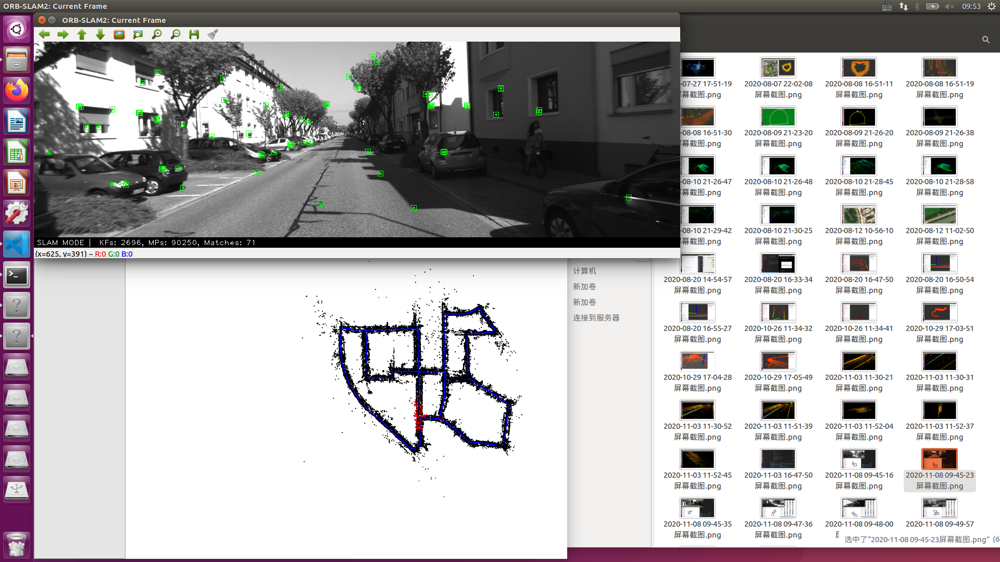 ORB-SLAM2: Current Frame
09:53
ORB-SLAM2: Current Frame
SLAM MODE | KFs: 2696, MPs: 90250, Matches: 71
(x=625, y=391) ~ R:0 G:0 B:0
计算机
新加卷
新加卷
连接到服务器
-07-27 17-51-19
屏幕截图.png
2020-08-07 22-02-08
屏幕截图.png
2020-08-08 16-51-11
屏幕截图.png
2020-08-08 16-51-19
屏幕截图.png
-08-08 16-51-30
屏幕截图.png
2020-08-09 21-23-20
屏幕截图.png
2020-08-09 21-26-20
屏幕截图.png
2020-08-09 21-26-38
屏幕截图.png
-08-10 21-26-47
屏幕截图.png
2020-08-10 21-26-48
屏幕截图.png
2020-08-10 21-28-45
屏幕截图.png
2020-08-10 21-28-58
屏幕截图.png
-08-10 21-29-42
屏幕截图.png
2020-08-10 21-30-25
屏幕截图.png
2020-08-12 10-56-10
屏幕截图.png
2020-08-12 11-02-50
屏幕截图.png
2020-08-20 14-54-57
屏幕截图.png
2020-08-20 16-33-34
屏幕截图.png
2020-08-20 16-47-50
屏幕截图.png
2020-08-20 16-50-54
屏幕截图.png
2020-08-20 16-55-27
屏幕截图.png
2020-10-26 11-34-32
屏幕截图.png
2020-10-26 11-34-41
屏幕截图.png
2020-10-29 17-03-51
屏幕截图.png
2020-10-29 17-04-28
屏幕截图.png
2020-10-29 17-05-49
屏幕截图.png
2020-11-03 11-30-21
屏幕截图.png
2020-11-03 11-30-31
屏幕截图.png
2020-11-03 11-30-52
屏幕截图.png
2020-11-03 11-51-39
屏幕截图.png
2020-11-03 11-52-04
屏幕截图.png
2020-11-03 11-52-37
屏幕截图.png
2020-11-03 11-52-45
屏幕截图.png
2020-11-03 16-47-50
屏幕截图.png
2020-11-08 09-45-16
屏幕截图.png
2020-11-08 09-45-23
屏幕截图.png
2020-11-08 09-45-35
屏幕截图.png
2020-11-08 09-47-36
屏幕截图.png
2020-11-08 09-48-00
2020-11-08 09-49-57
选中了“2020-11-08 09-45-23屏幕截图.png” (6